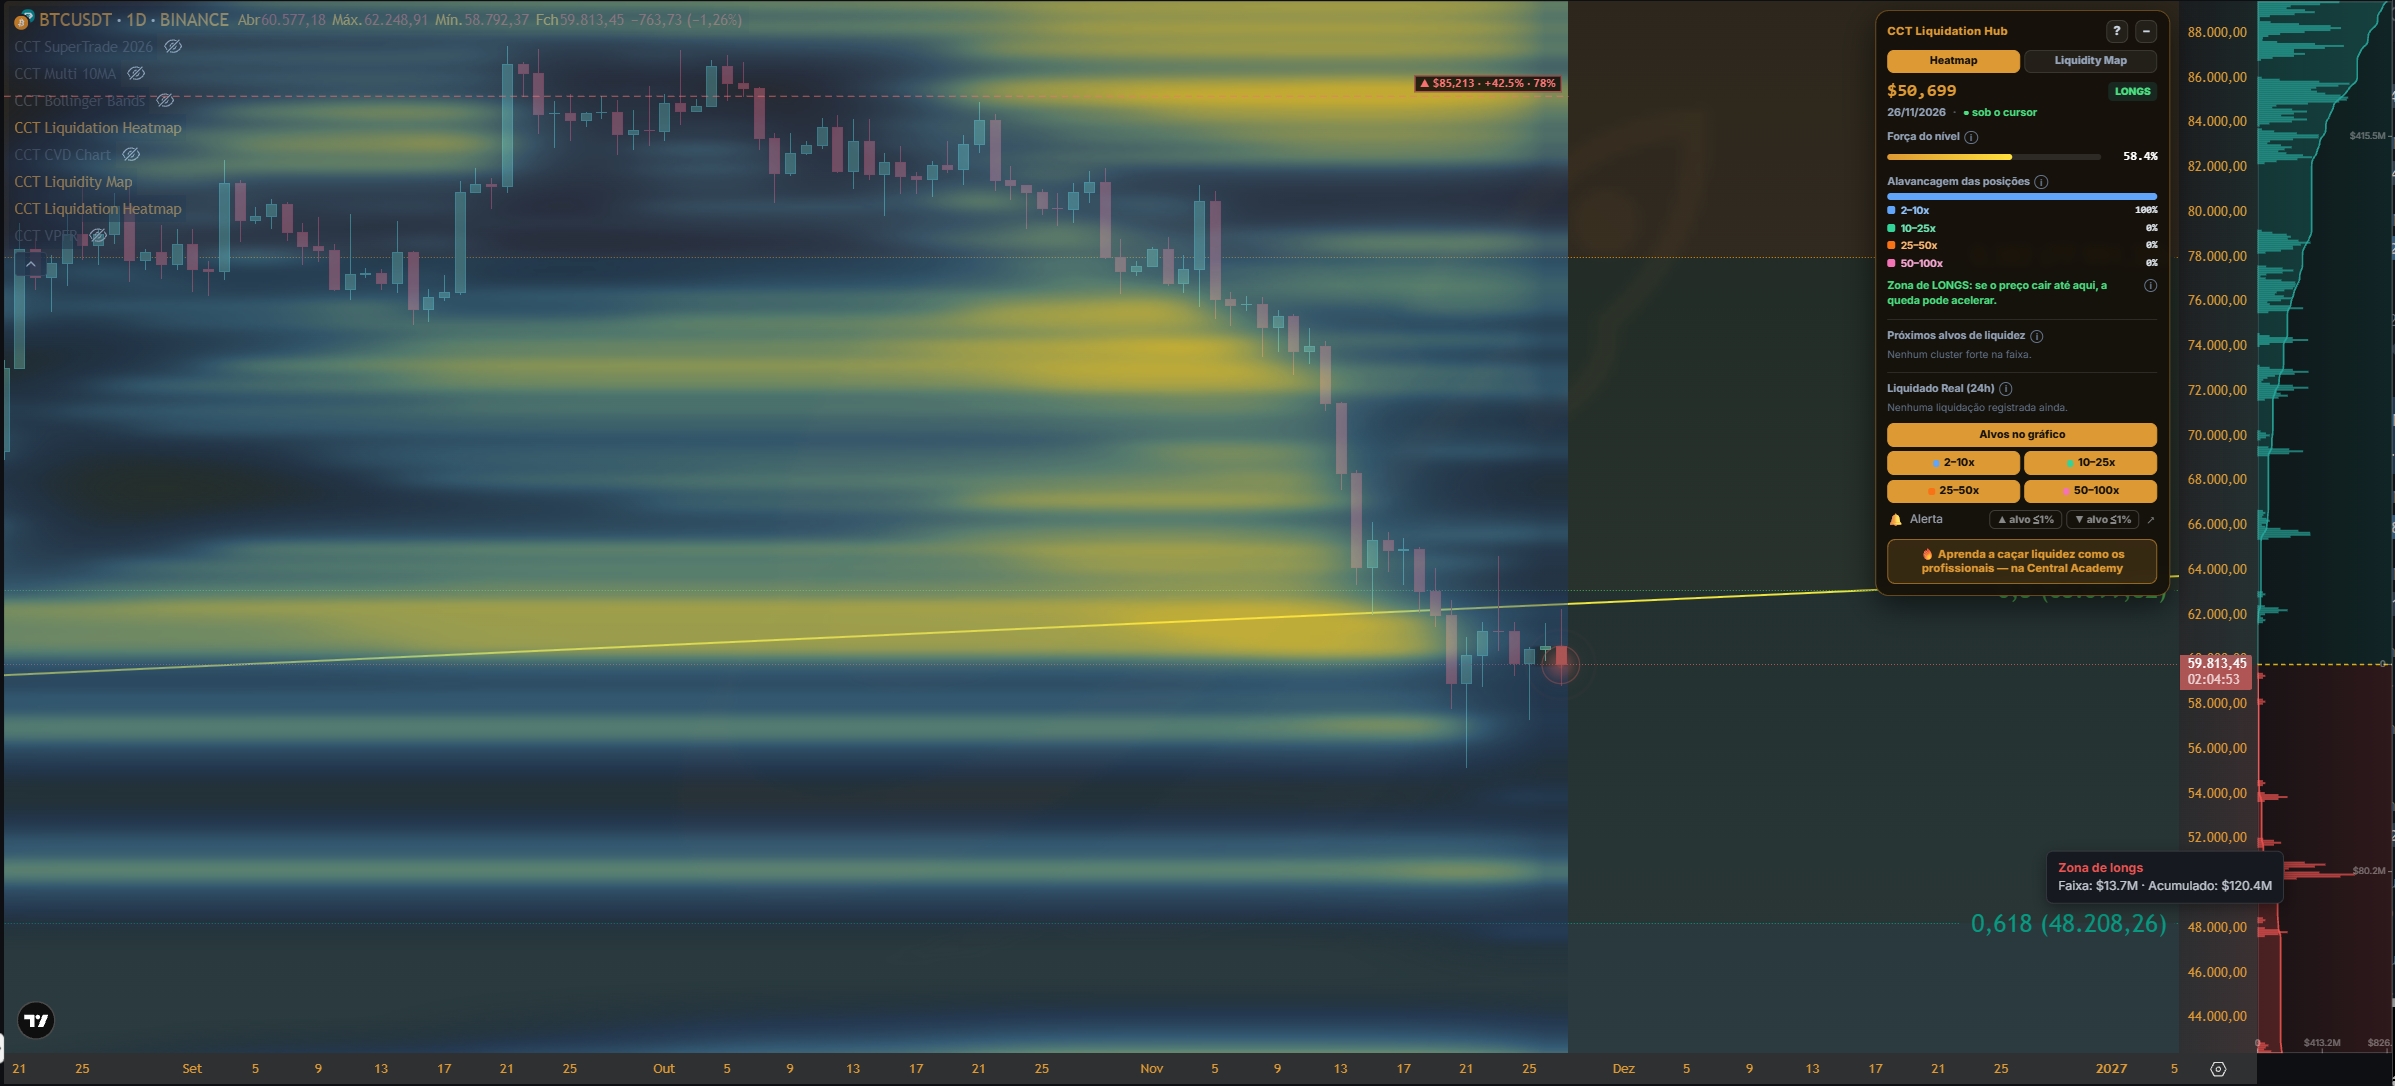 BTCUSDT · 1D · BINANCE Abr60.577,18 Máx.62.248,91 Mín.58.792,37 Fch59.813,45 −763,73 (−1,26%)
CCT SuperTrade 2026
CCT Multi 10MA
CCT Bollinger Bands
CCT Liquidation Heatmap
CCT CVD Chart
CCT Liquidity Map
CCT Liquidation Heatmap
CCT VPFR
▲ $85,213 · +42.5% · 78%
CCT Liquidation Hub
? −
Heatmap Liquidity Map
$50,699 LONGS
26/11/2026 · • sob o cursor
Força do nível
58.4%
Alavancagem das posições
2–10x 100%
10–25x 0%
25–50x 0%
50–100x 0%
Zona de LONGS: se o preço cair até aqui, a
queda pode acelerar.
Próximos alvos de liquidez
Nenhum cluster forte na faixa.
Liquidado Real (24h)
Nenhuma liquidação registrada ainda.
Alvos no gráfico
2–10x 10–25x
25–50x 50–100x
Alerta ▲ alvo ≤1% ▼ alvo ≤1%
Aprenda a caçar liquidez como os
profissionais — na Central Academy
88.000,00
86.000,00
84.000,00
82.000,00
80.000,00
78.000,00
76.000,00
74.000,00
72.000,00
70.000,00
68.000,00
66.000,00
64.000,00
62.000,00
59.813,45
02:04:53
58.000,00
56.000,00
54.000,00
52.000,00
48.000,00
46.000,00
44.000,00
$415.5M
0
$80.2M
Zona de longs
Faixa: $13.7M · Acumulado: $120.4M
0,618 (48.208,26)
0 $413.2M $826.
21 25 Set 5 9 13 17 21 25 Out 5 9 13 17 21 25 Nov 5 9 13 17 21 25 Dez 5 9 13 17 21 25 2027 5